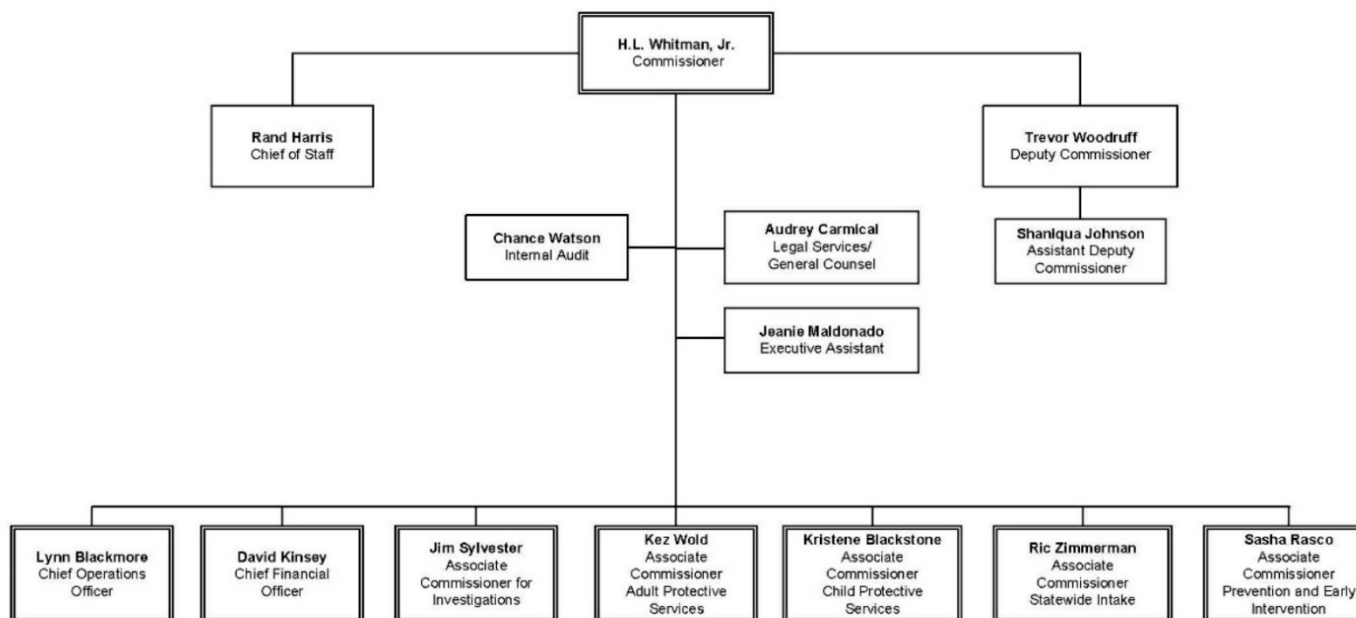 H.L. Whitman, Jr.
Commissioner
Rand Harris
Chief of Staff
Trevor Woodruff
Deputy Commissioner
Chance Watson
Internal Audit
Audrey Carmical
Legal Services/
General Counsel
Shaniqua Johnson
Assistant Deputy
Commissioner
Jeanie Maldonado
Executive Assistant
Lynn Blackmore
Chief Operations
Officer
David Kinsey
Chief Financial
Officer
Jim Sylvester
Associate
Commissioner for
Investigations
Kez Wold
Associate
Commissioner
Adult Protective
Services
Kristene Blackstone
Associate
Commissioner
Child Protective
Services
Ric Zimmerman
Associate
Commissioner
Statewide Intake
Sasha Rasco
Associate
Commissioner
Prevention and Early
Intervention